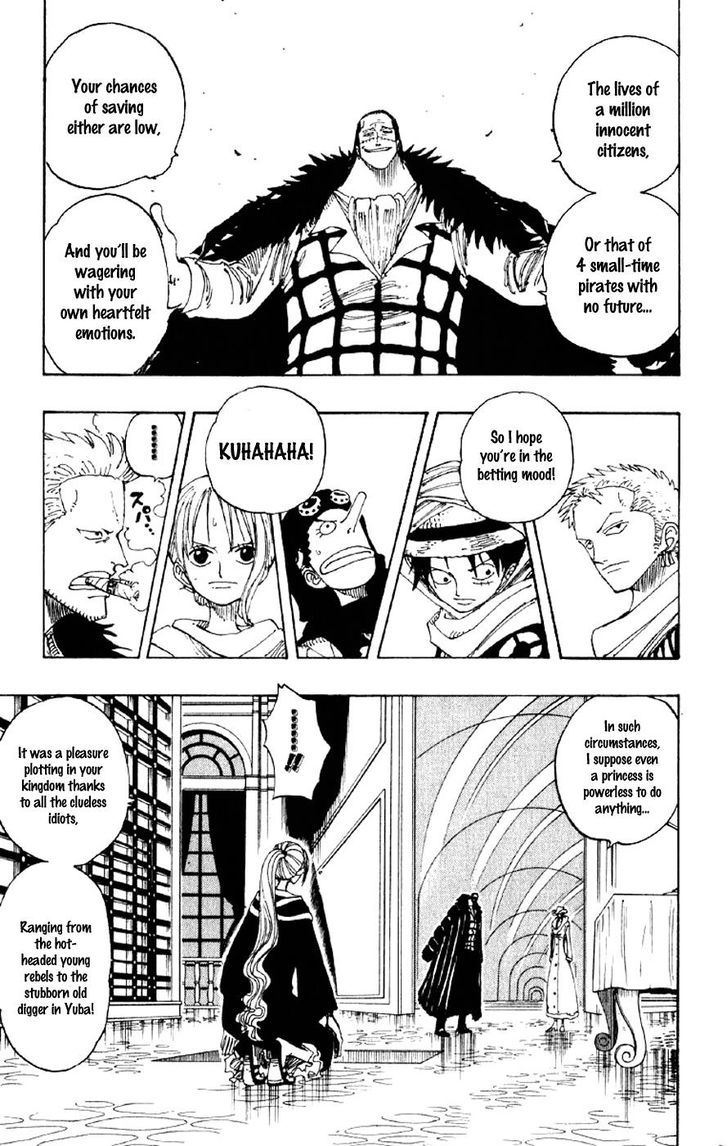 The lives of
a million
innocent
citizens,
Or that of
4 small-time
pirates with
no future...
Your chances
of saving
either are low,
And you'll be
wagering
with your
own heartfelt
emotions.
So I hope
you're in the
betting mood!
KUHAHAHA!
スパ…
In such
circumstances,
I suppose even
a princess is
powerless to do
anything...
......!!
It was a pleasure
plotting in your
kingdom thanks
to all the clueless
idiots,
Ranging from
the hot-
headed young
rebels to the
stubborn old
digger in Yuba!